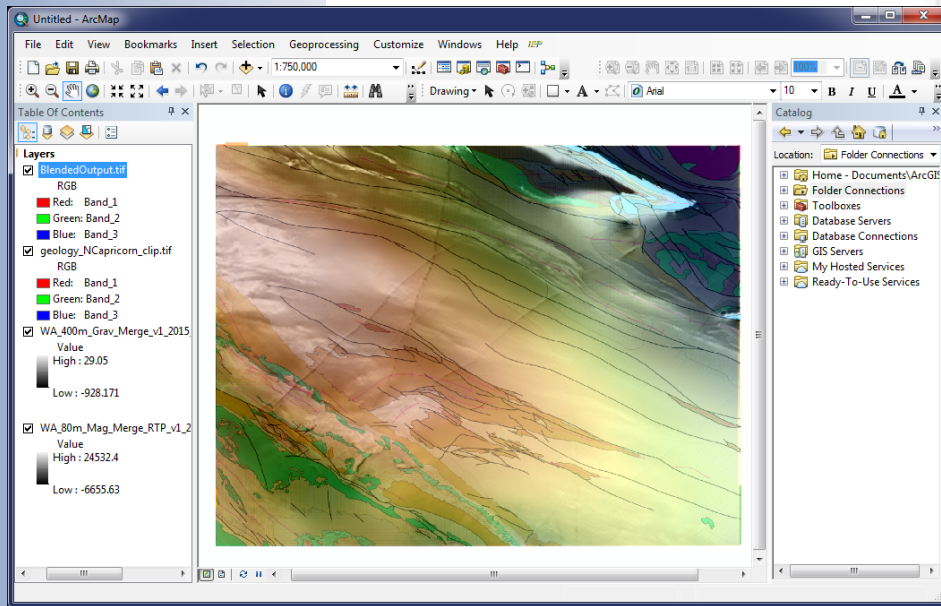 Untitled - ArcMap
File Edit View Bookmarks Insert Selection Geoprocessing Customize Windows Help IEP
1:750,000
100%
Drawing
Arial
10
B I U A
Table Of Contents
Layers
BlendedOutput.tif
RGB
Red: Band_1
Green: Band_2
Blue: Band_3
geology_NCapricorn_clip.tif
RGB
Red: Band_1
Green: Band_2
Blue: Band_3
WA_400m_Grav_Merge_v1_2015_
Value
High : 29.05
Low : -928.171
WA_80m_Mag_Merge_RTP_v1_2
Value
High : 24532.4
Low : -6655.63
Catalog
Location: Folder Connections
Home - Documents\ArcGIS
Folder Connections
Toolboxes
Database Servers
Database Connections
GIS Servers
My Hosted Services
Ready-To-Use Services